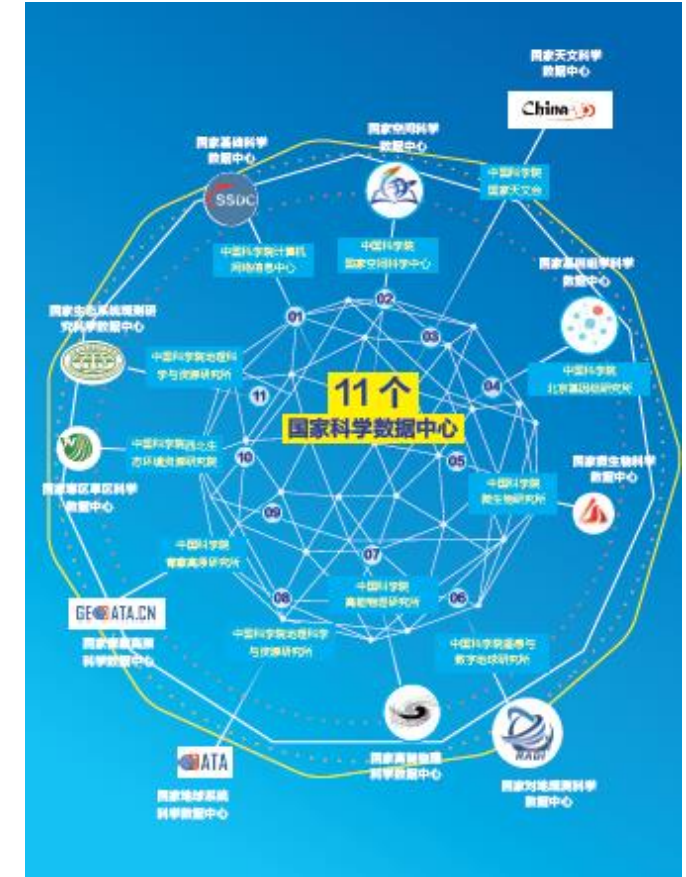 国家天文科学
数据中心
China
国家空间科学
数据中心
国家基础科学
数据中心
SSDC
中国科学院
国家天文台
中国科学院计算机
网络信息中心
中国科学院
国家空间科学中心
国家基因组学科学
数据中心
国家生态系统观测研
究科学数据中心
01
02
03
中国科学院地理科
学与资源研究所
中国科学院
北京基因组研究所
11
04
11个
国家科学数据中心
中国科学院西北生
态环境资源研究院
10
05
国家微生物科学
数据中心
中国科学院
微生物研究所
国家寒区旱区科学
数据中心
09
中国科学院
青藏高原研究所
07
08
中国科学院
高能物理研究所
06
GE ATA.CN
国家青藏高原
科学数据中心
中国科学院地理科学
与资源研究所
中国科学院遥感与
数字地球研究所
RADI
ATA
国家高能物理
科学数据中心
国家地球系统
科学数据中心
国家对地观测科学
数据中心